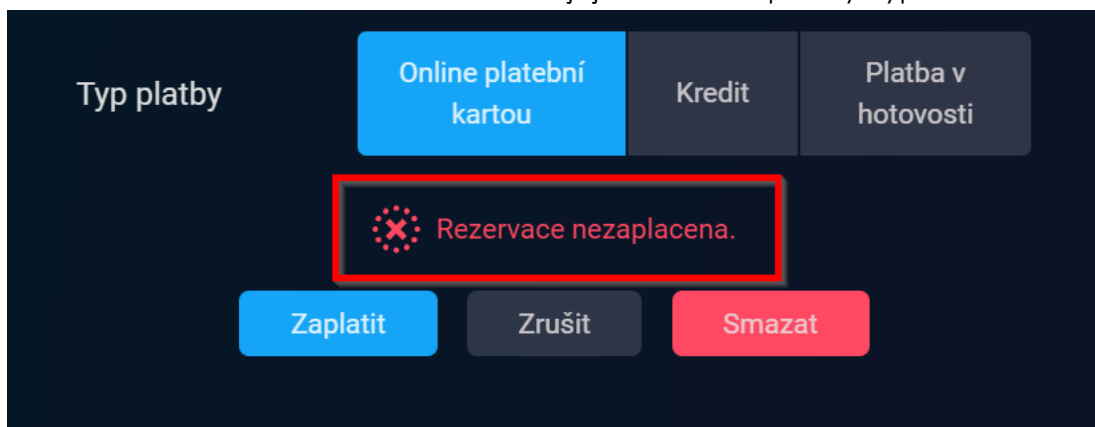 Typ platby
Online platební
kartou
Kredit
Platba v
hotovosti
Rezervace nezaplacena.
Zaplatit
Zrušit
Smazat